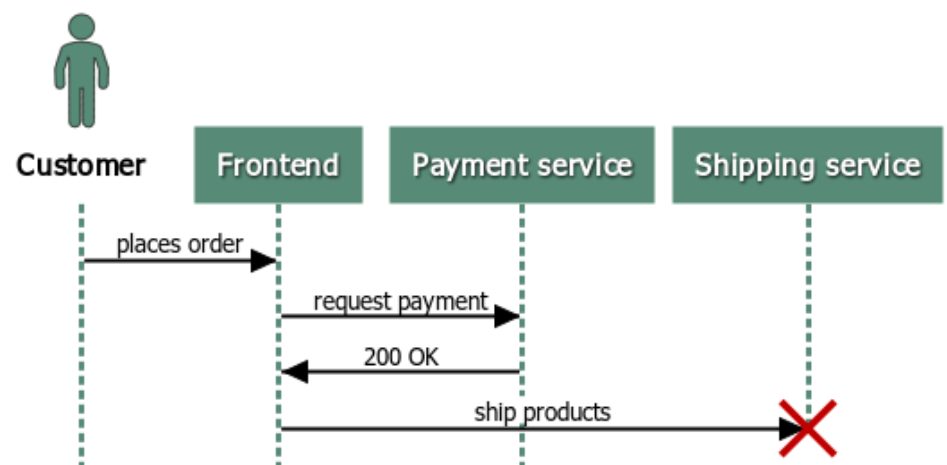 Customer
Frontend
Payment service
Shipping service
places order
request payment
200 OK
ship products